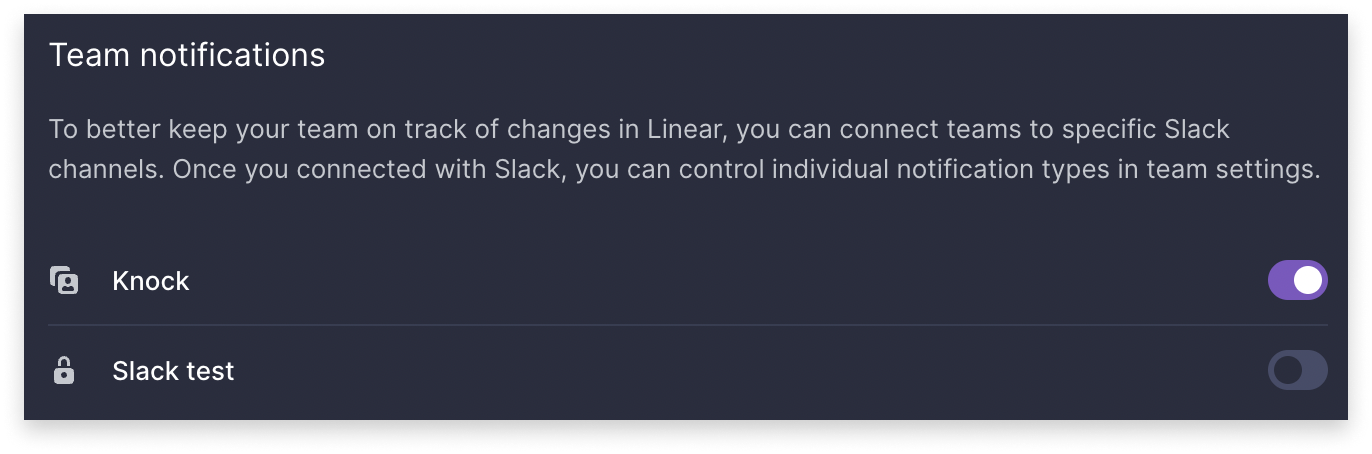 Team notifications
To better keep your team on track of changes in Linear, you can connect teams to specific Slack
channels. Once you connected with Slack, you can control individual notification types in team settings.
Knock
Slack test